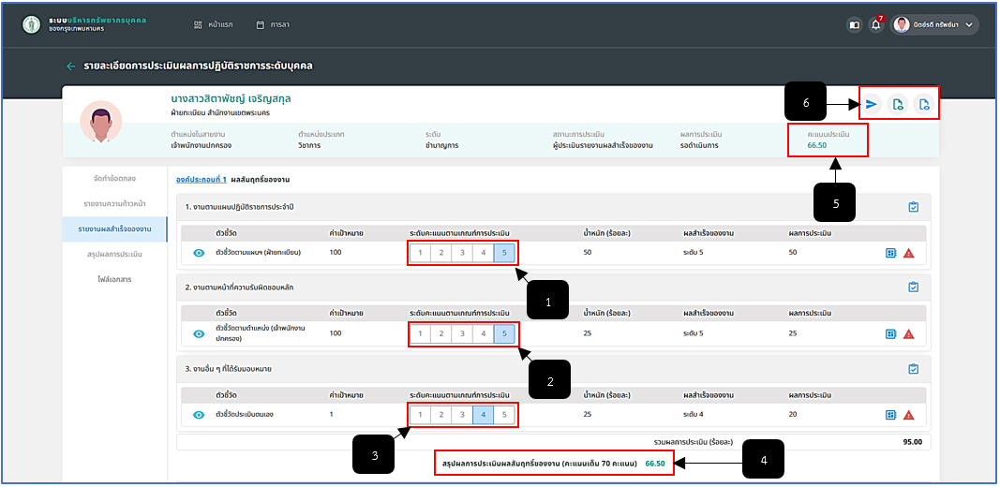 ระบบบริหารทรัพยากรบุคคล
ของกรุงเทพมหานคร
หน้าแรก
การลา
7
ปิตย์รดี ทรัพย์มา
รายละเอียดการประเมินผลการปฏิบัติราชการระดับบุคคล
นางสาวสิตาพัชญ์ เจริญสกุล
ฝ่ายทะเบียน สำนักงานเขตพระนคร
6
ตำแหน่งในสายงาน ตำแหน่งประเภท ระดับ สถานะการประเมิน ผลการประเมิน คะแนนประเมิน
เจ้าพนักงานปกครอง วิชาการ ชำนาญการ ผู้ประเมินรายงานผลสำเร็จของงาน รอดำเนินการ 66.50
5
จัดทำข้อตกลง
รายงานความก้าวหน้า
รายงานผลสำเร็จของงาน
สรุปผลการประเมิน
ไฟล์เอกสาร
องค์ประกอบที่ 1 ผลสัมฤทธิ์ของงาน
1. งานตามแผนปฏิบัติราชการประจำปี
ตัวชี้วัด ค่าเป้าหมาย ระดับคะแนนตามเกณฑ์การประเมิน น้ำหนัก (ร้อยละ) ผลสำเร็จของงาน ผลการประเมิน
ตัวชี้วัดตามแผนฯ (ฝ่ายทะเบียน) 100 1 2 3 4 5 50 ระดับ 5 50
1
2. งานตามหน้าที่ความรับผิดชอบหลัก
ตัวชี้วัด ค่าเป้าหมาย ระดับคะแนนตามเกณฑ์การประเมิน น้ำหนัก (ร้อยละ) ผลสำเร็จของงาน ผลการประเมิน
ตัวชี้วัดตามตำแหน่ง (เจ้าพนักงาน
ปกครอง) 100 1 2 3 4 5 25 ระดับ 5 25
2
3. งานอื่น ๆ ที่ได้รับมอบหมาย
ตัวชี้วัด ค่าเป้าหมาย ระดับคะแนนตามเกณฑ์การประเมิน น้ำหนัก (ร้อยละ) ผลสำเร็จของงาน ผลการประเมิน
ตัวชี้วัดประเมินตนเอง 1 1 2 3 4 5 25 ระดับ 4 20
3
รวมผลการประเมิน (ร้อยละ) 95.00
สรุปผลการประเมินผลสัมฤทธิ์ของงาน (คะแนนเต็ม 70 คะแนน) 66.50
4